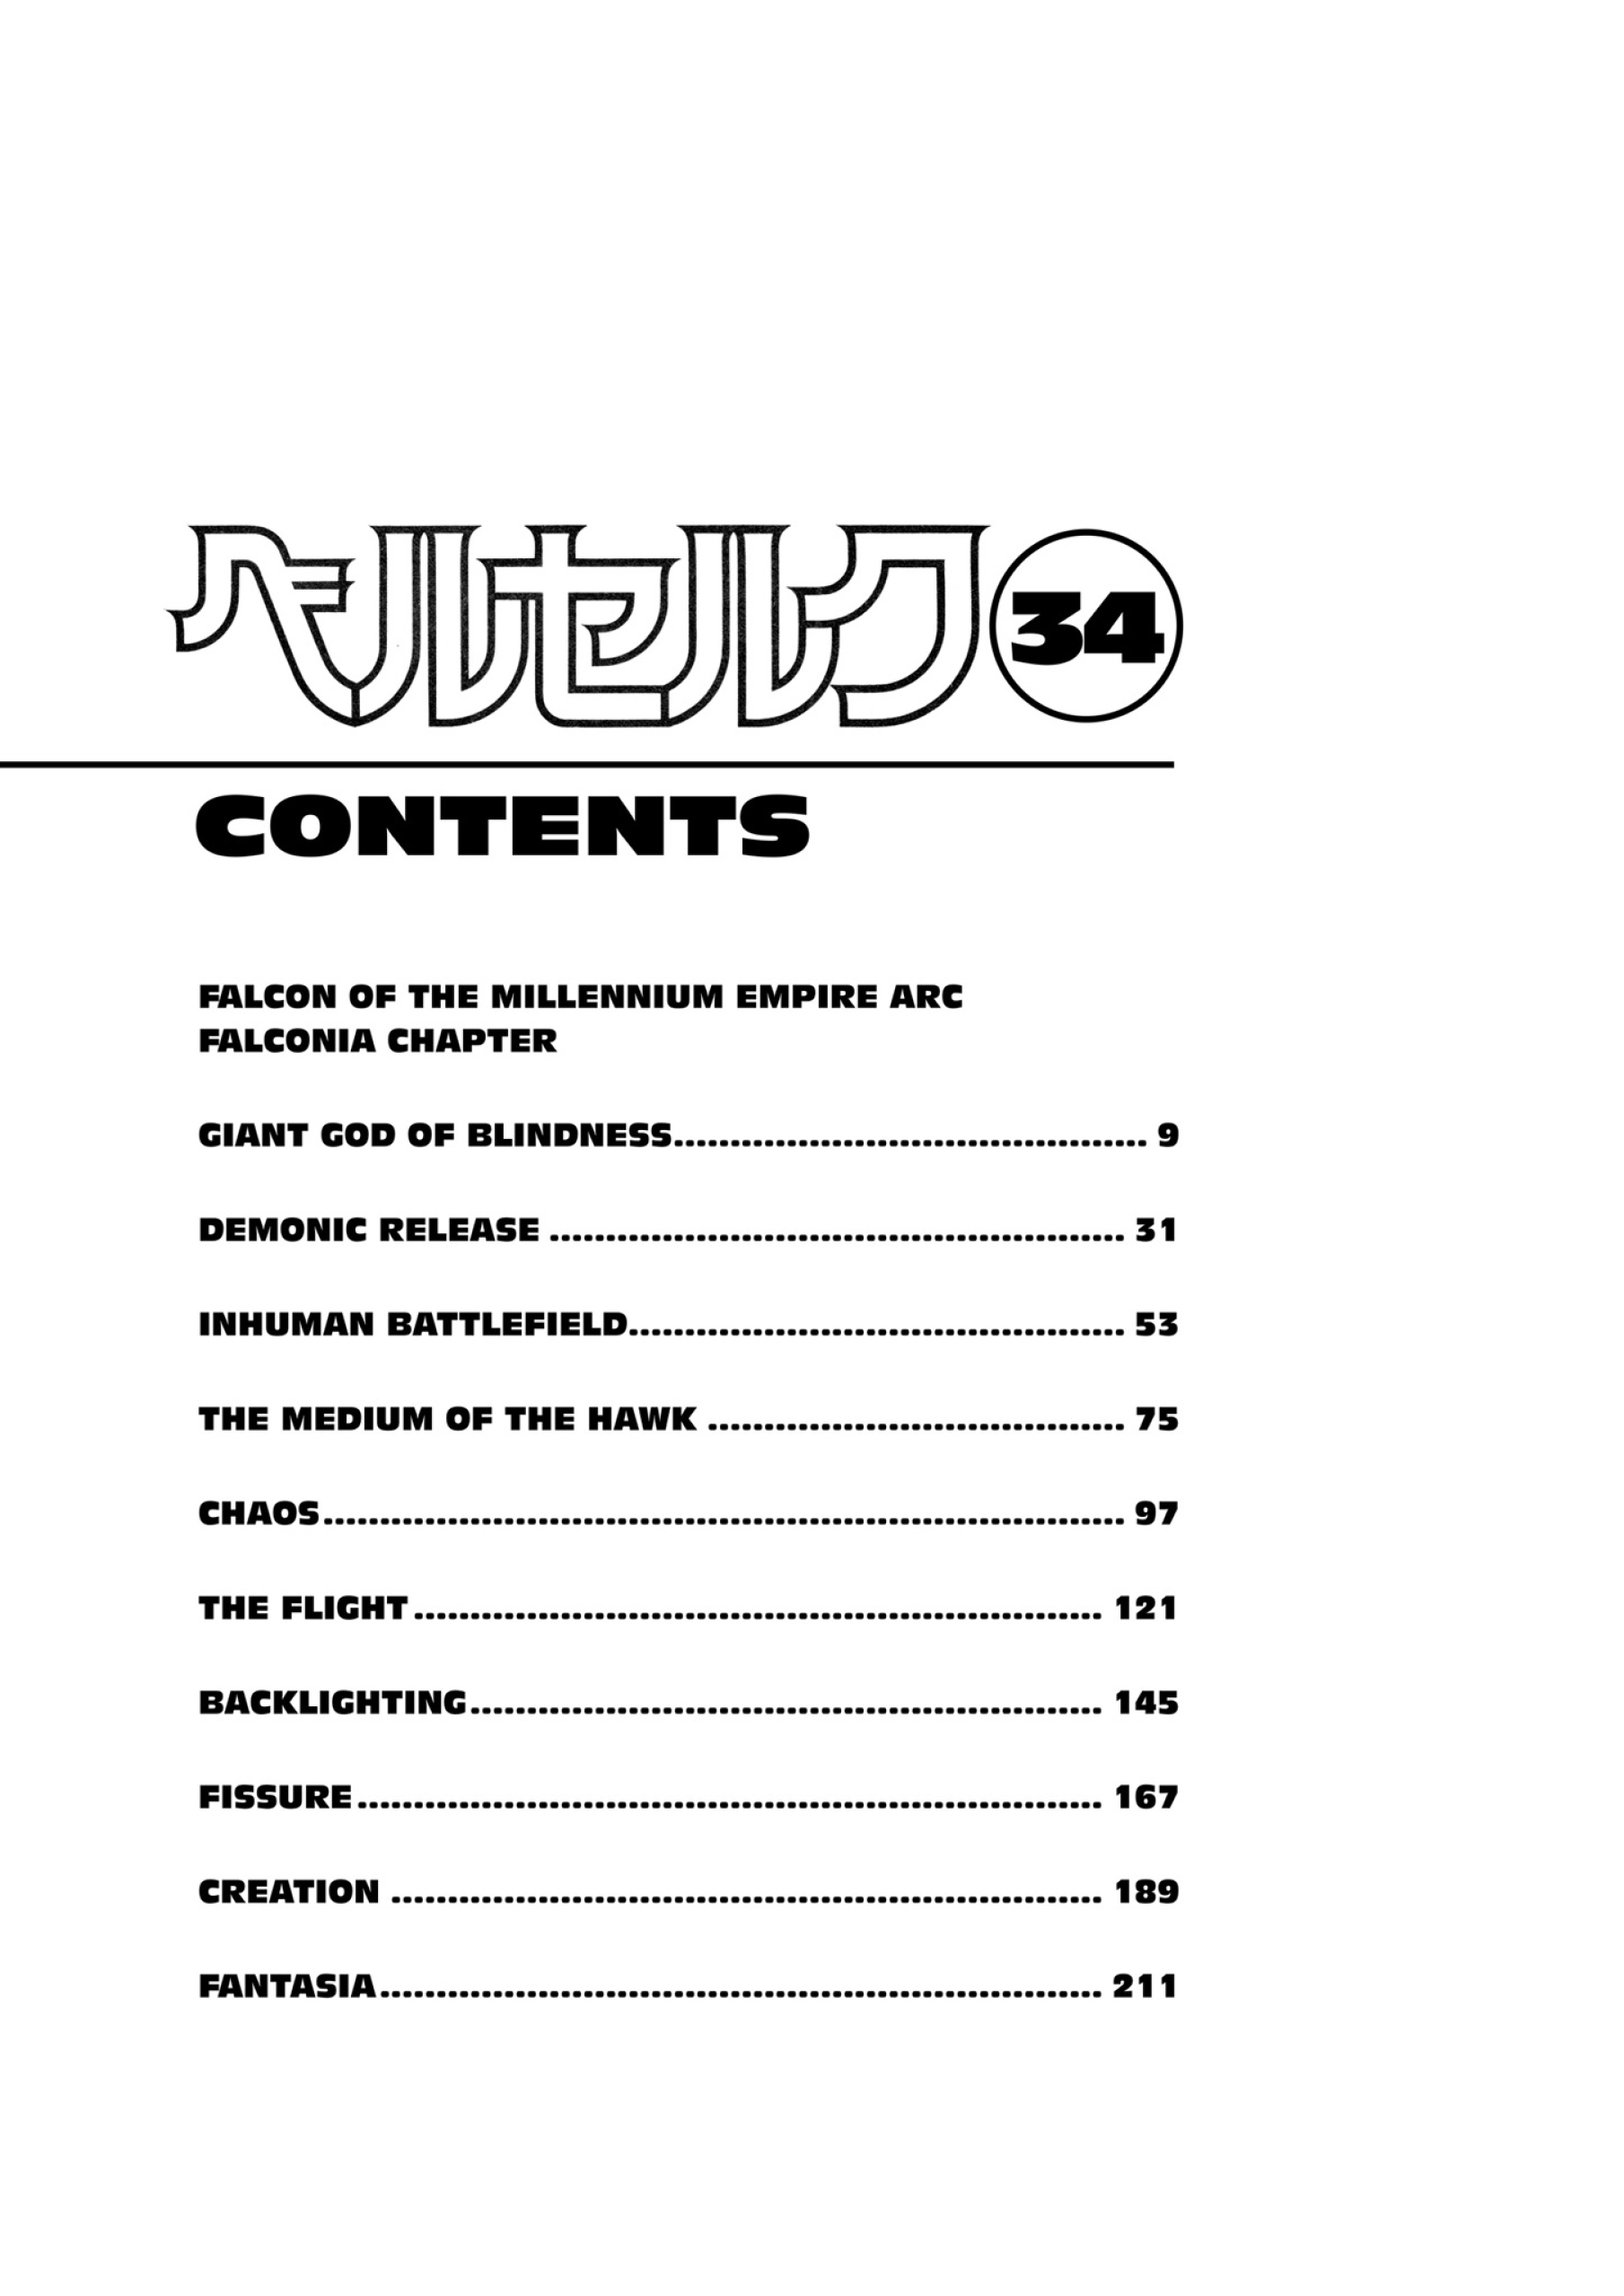 ベルセルク 34
CONTENTS
FALCON OF THE MILLENNIUM EMPIRE ARC
FALCONIA CHAPTER
GIANT GOD OF BLINDNESS.......................................... 9
DEMONIC RELEASE ................................................... 31
INHUMAN BATTLEFIELD............................................ 53
THE MEDIUM OF THE HAWK ..................................... 75
CHAOS....................................................................... 97
THE FLIGHT ............................................................. 121
BACKLIGHTING........................................................ 145
FISSURE.................................................................. 167
CREATION ............................................................... 189
FANTASIA................................................................ 211